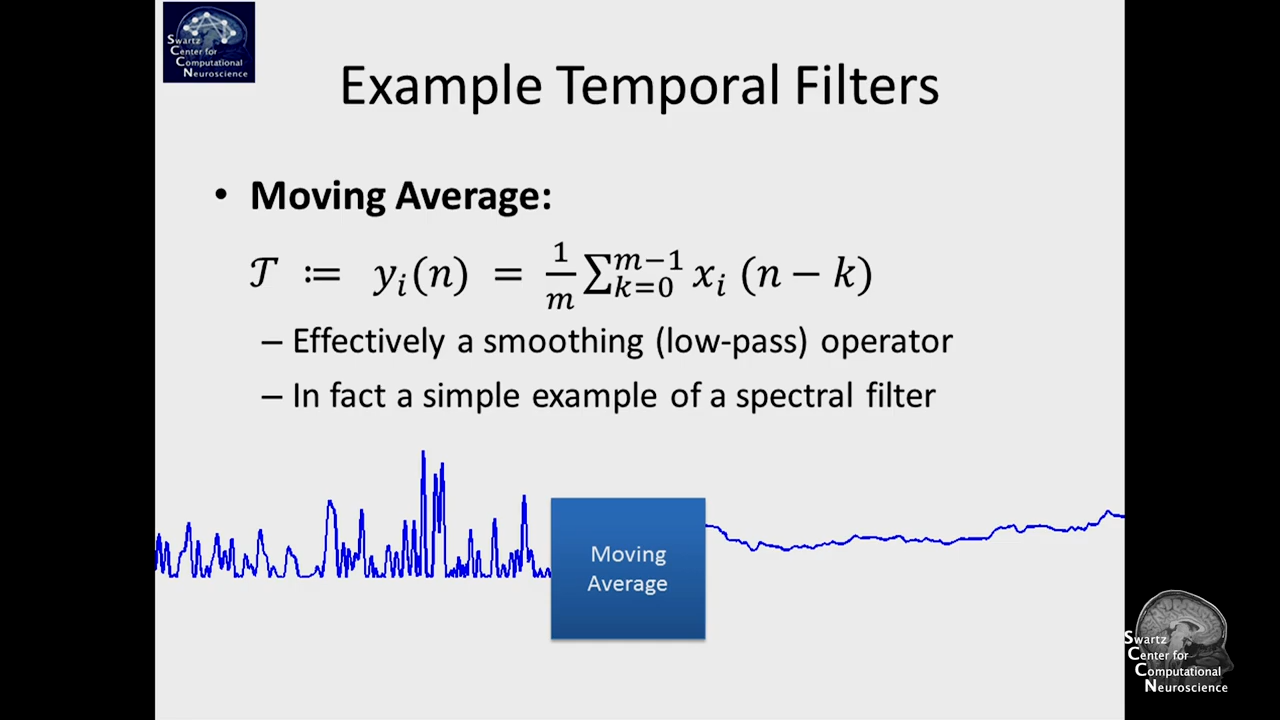 Swartz
Center for
Computational
Neuroscience
Example Temporal Filters
• Moving Average:
𝒯 ≔ yᵢ(n) = 1/m ∑_{k=0}^{m−1} xᵢ (n − k)
– Effectively a smoothing (low-pass) operator
– In fact a simple example of a spectral filter
Moving
Average
Swartz
Center for
Computational
Neuroscience